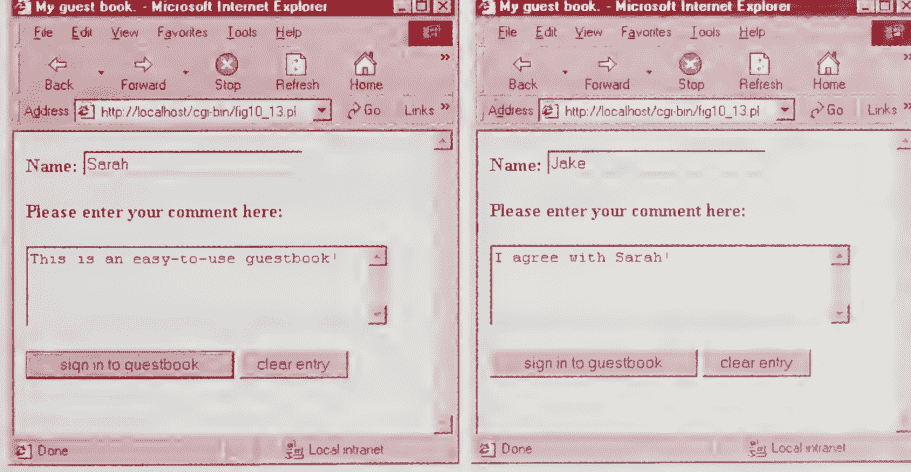 My guest book. - Microsoft Internet Explorer
File Edit View Favorites Tools Help
Back Forward Stop Refresh Home »
Address http://localhost/cgi-bin/fig10_13.pl Go Links »
Name: Sarah
Please enter your comment here:
This is an easy-to-use guestbook!
sign in to guestbook clear entry
Done Local intranet
My guest book. - Microsoft Internet Explorer
File Edit View Favorites Tools Help
Back Forward Stop Refresh Home »
Address http://localhost/cgi-bin/fig10_13.pl Go Links »
Name: Jake
Please enter your comment here:
I agree with Sarah!
sign in to guestbook clear entry
Done Local intranet